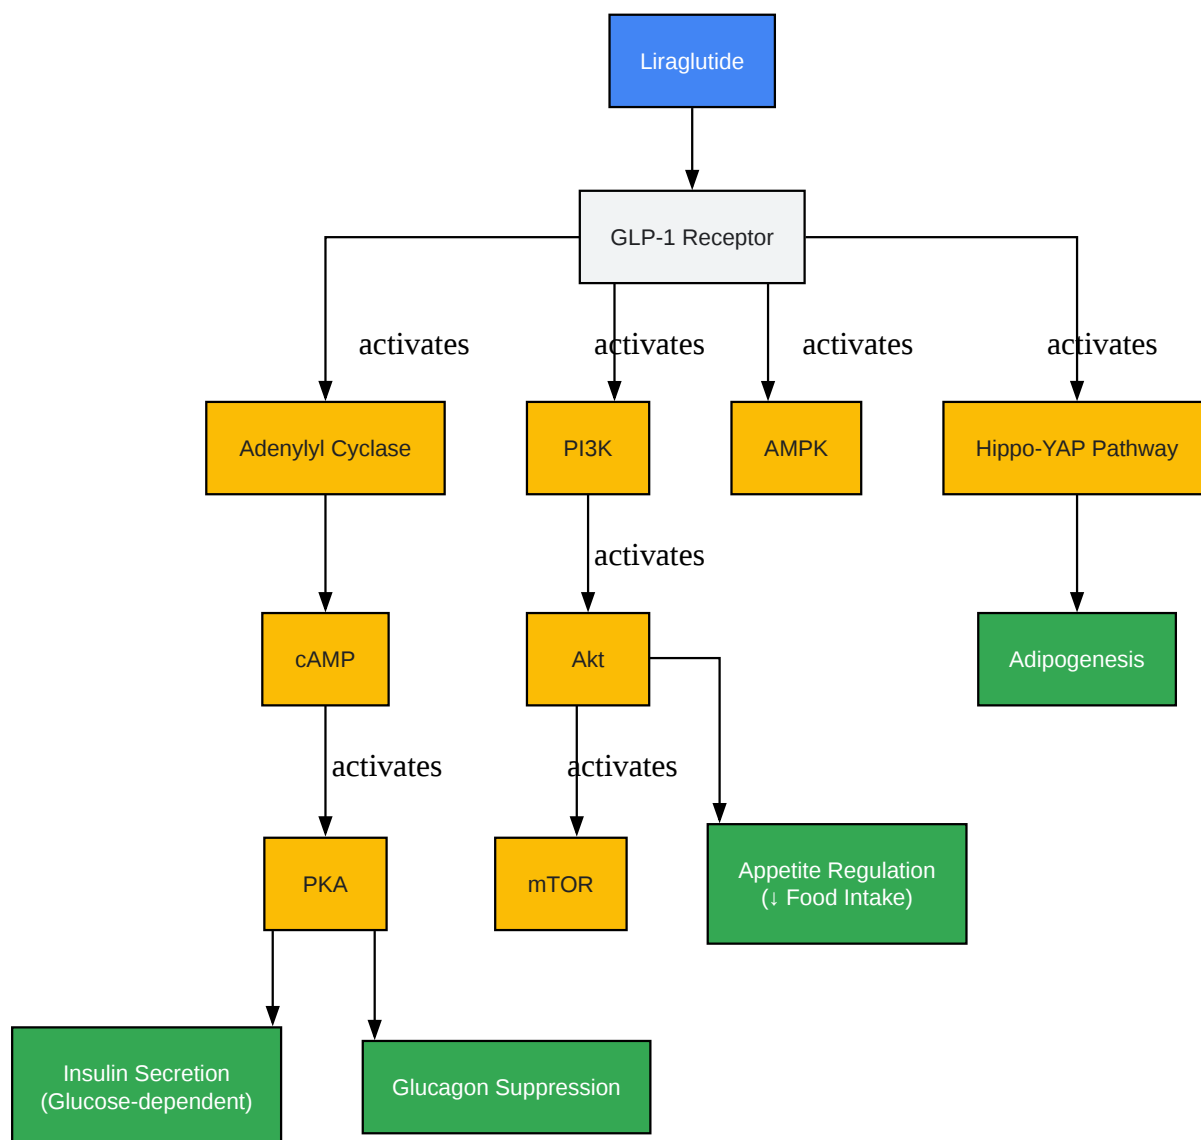 Liraglutide
GLP-1 Receptor
activates
activates
activates
activates
Adenylyl Cyclase
PI3K
AMPK
Hippo-YAP Pathway
activates
cAMP
Akt
Adipogenesis
activates
activates
PKA
mTOR
Appetite Regulation
(↓ Food Intake)
Insulin Secretion
(Glucose-dependent)
Glucagon Suppression